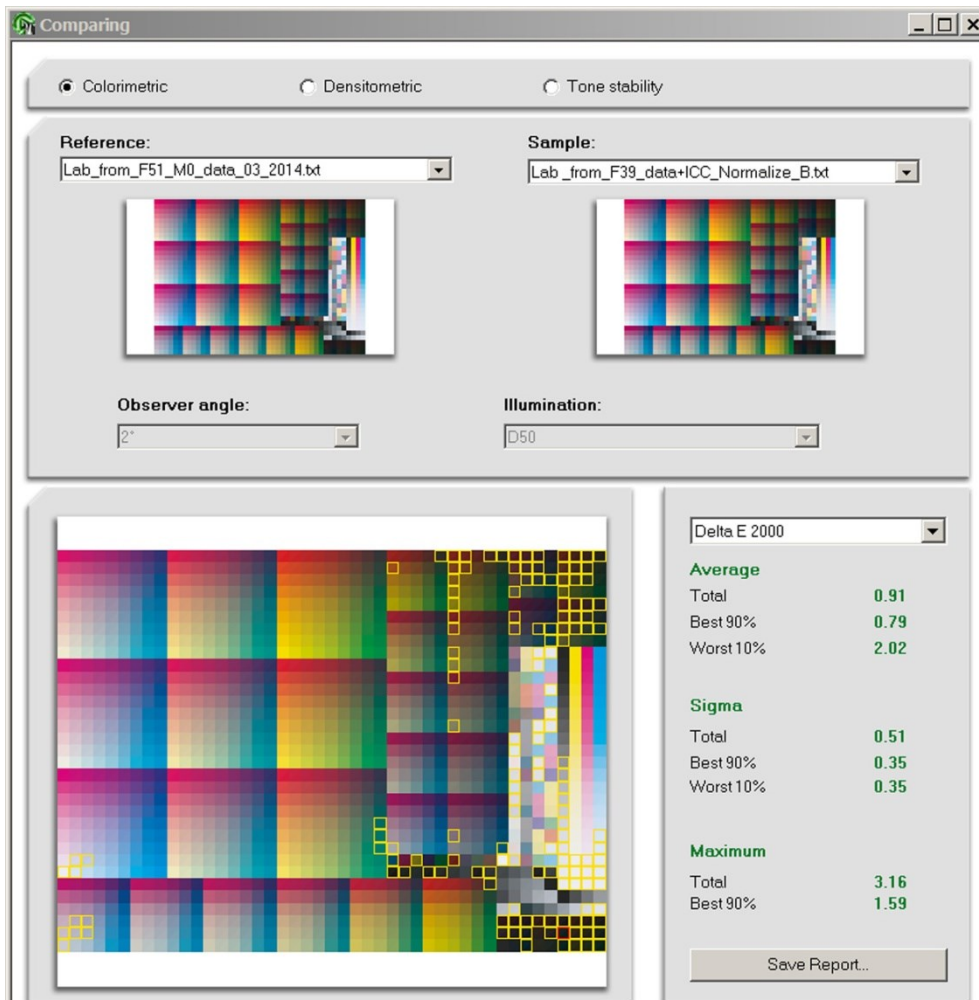 Comparing
Colorimetric Densitometric Tone stability
Reference: Sample:
Lab_from_F51_M0_data_03_2014.txt Lab _from_F39_data+ICC_Normalize_B.txt
Observer angle: Illumination:
2° D50
Delta E 2000
Average
Total 0.91
Best 90% 0.79
Worst 10% 2.02
Sigma
Total 0.51
Best 90% 0.35
Worst 10% 0.35
Maximum
Total 3.16
Best 90% 1.59
Save Report...